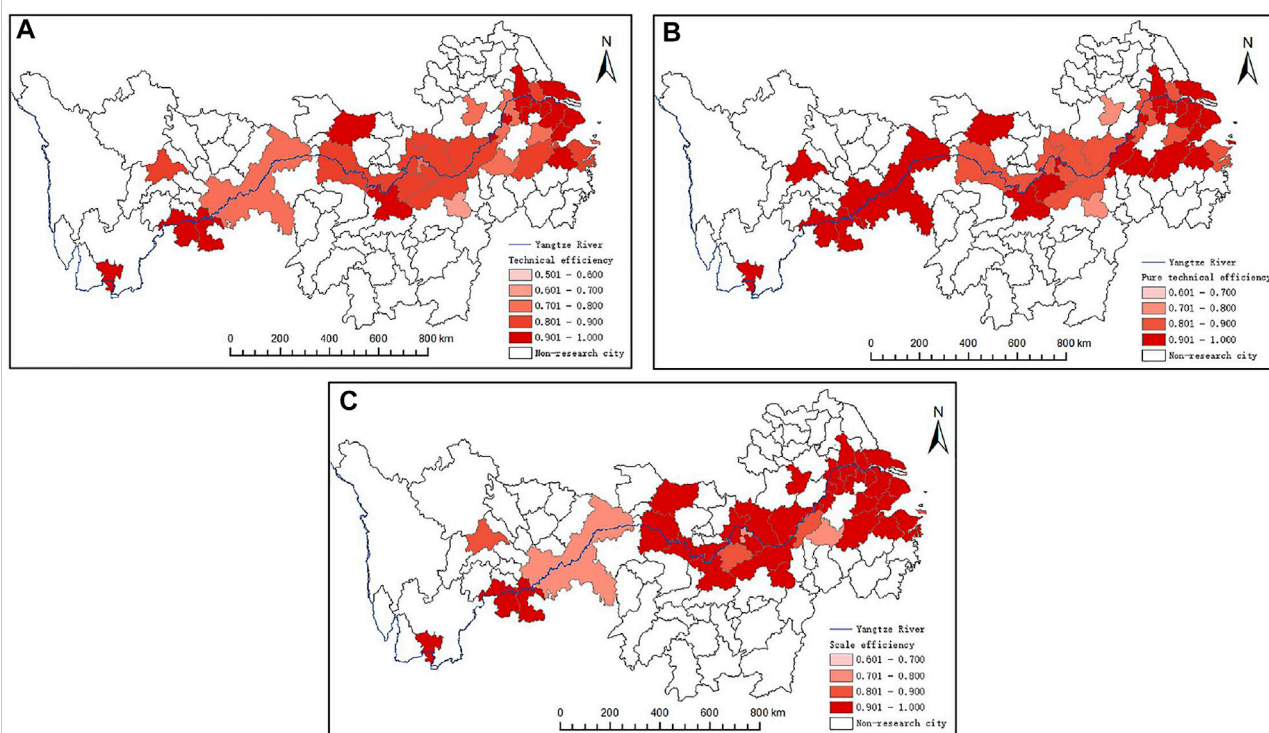 A
N
Yangtze River
Technical efficiency
0.501 - 0.600
0.601 - 0.700
0.701 - 0.800
0.801 - 0.900
0.901 - 1.000
Non-research city
0 200 400 600 800 km
B
N
Yangtze River
Pure technical efficiency
0.601 - 0.700
0.701 - 0.800
0.801 - 0.900
0.901 - 1.000
Non-research city
0 200 400 600 800 km
C
N
Yangtze River
Scale efficiency
0.601 - 0.700
0.701 - 0.800
0.801 - 0.900
0.901 - 1.000
Non-research city
0 200 400 600 800 km